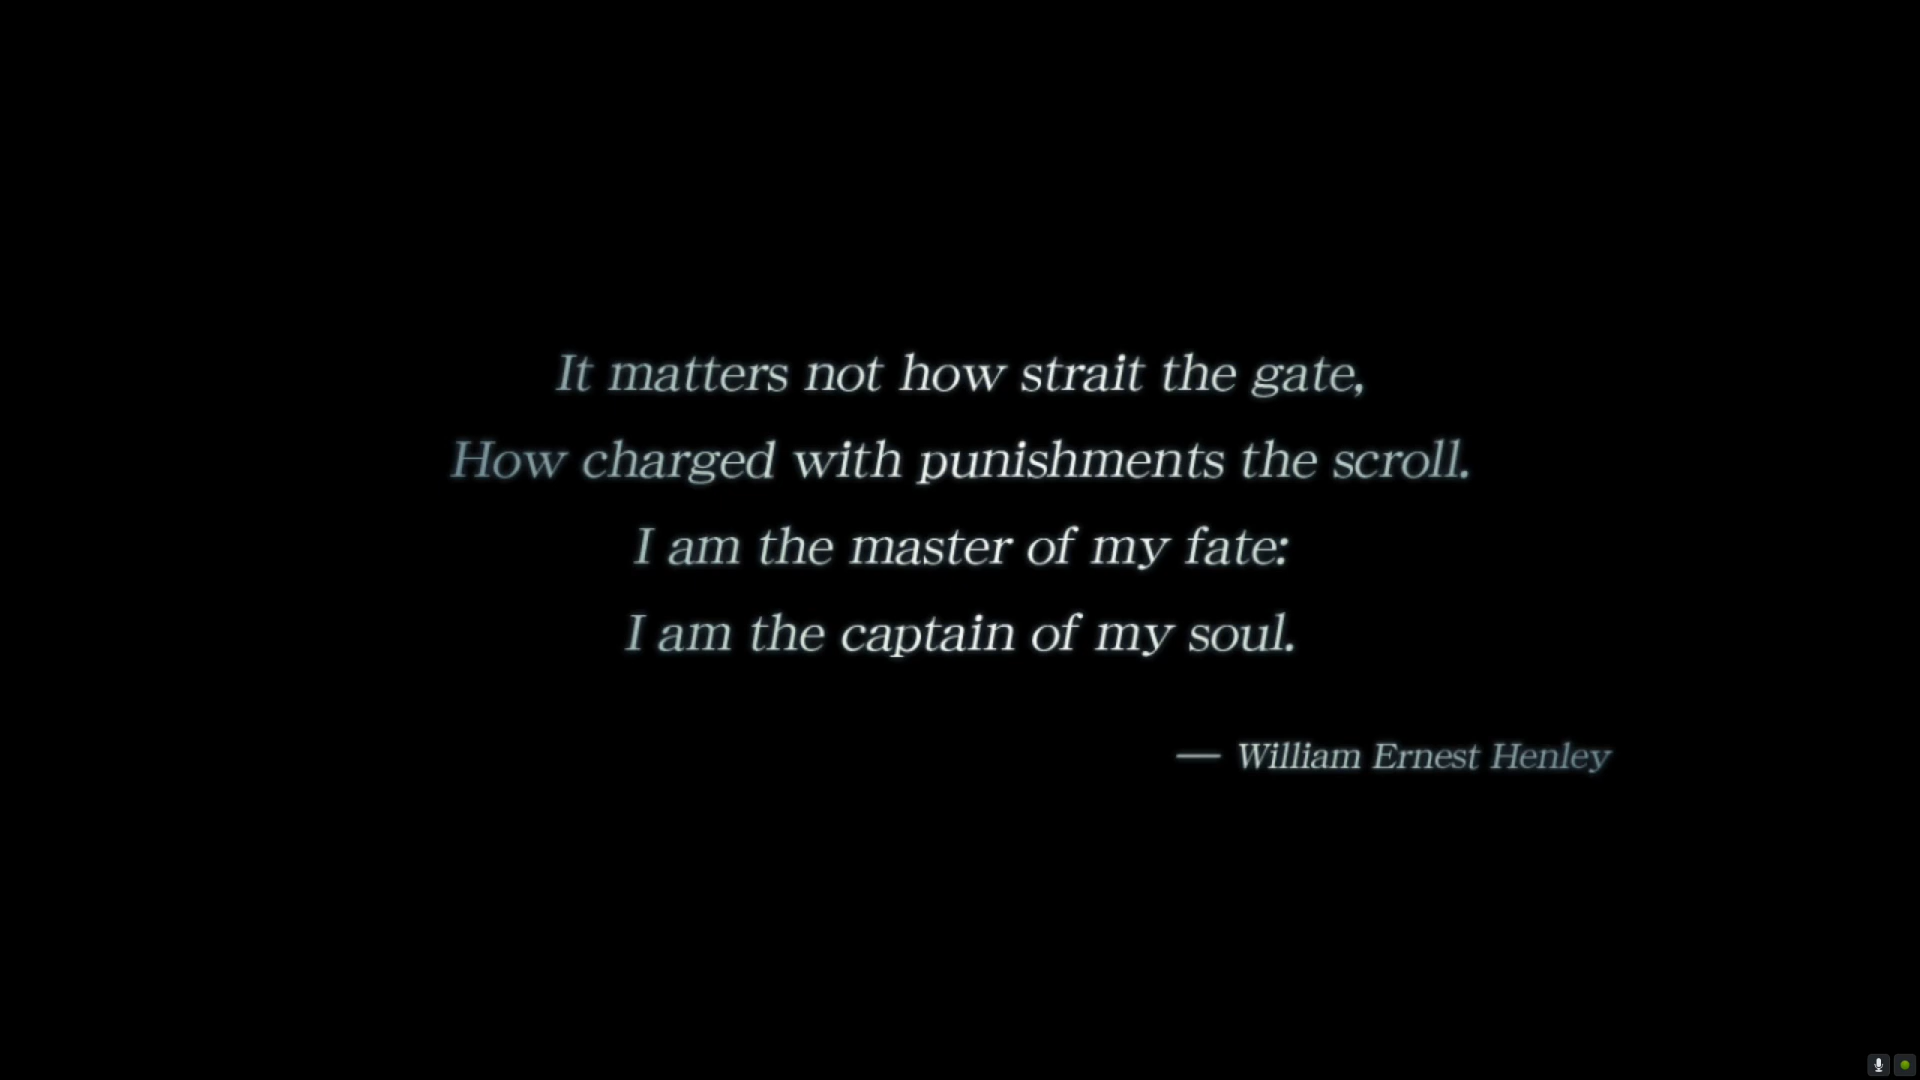 It matters not how strait the gate,
How charged with punishments the scroll.
I am the master of my fate:
I am the captain of my soul.
— William Ernest Henley